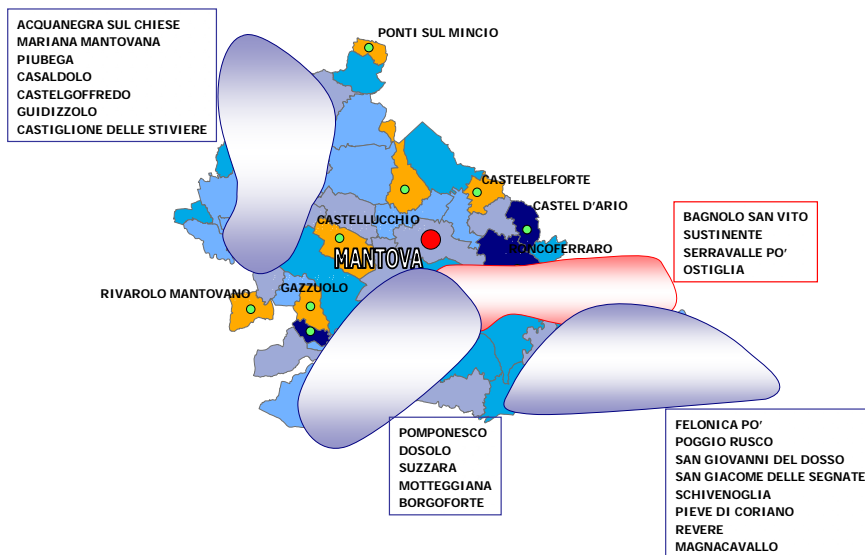 ACQUANEGRA SUL CHIESE
MARIANA MANTOVANA
PIUBEGA
CASALDOLO
CASTELGOFFREDO
GUIDIZZOLO
CASTIGLIONE DELLE STIVIERE
PONTI SUL MINCIO
CASTELBELFORTE
CASTEL D'ARIO
CASTELLUCCHIO
RONCOFERRARO
MANTOVA
GAZZUOLO
RIVAROLO MANTOVANO
BAGNOLO SAN VITO
SUSTINENTE
SERRAVALLE PO'
OSTIGLIA
POMPONESCO
DOSOLO
SUZZARA
MOTTEGGIANA
BORGOFORTE
FELONICA PO'
POGGIO RUSCO
SAN GIOVANNI DEL DOSSO
SAN GIACOME DELLE SEGNATE
SCHIVENOGLIA
PIEVE DI CORIANO
REVERE
MAGNACAVALLO